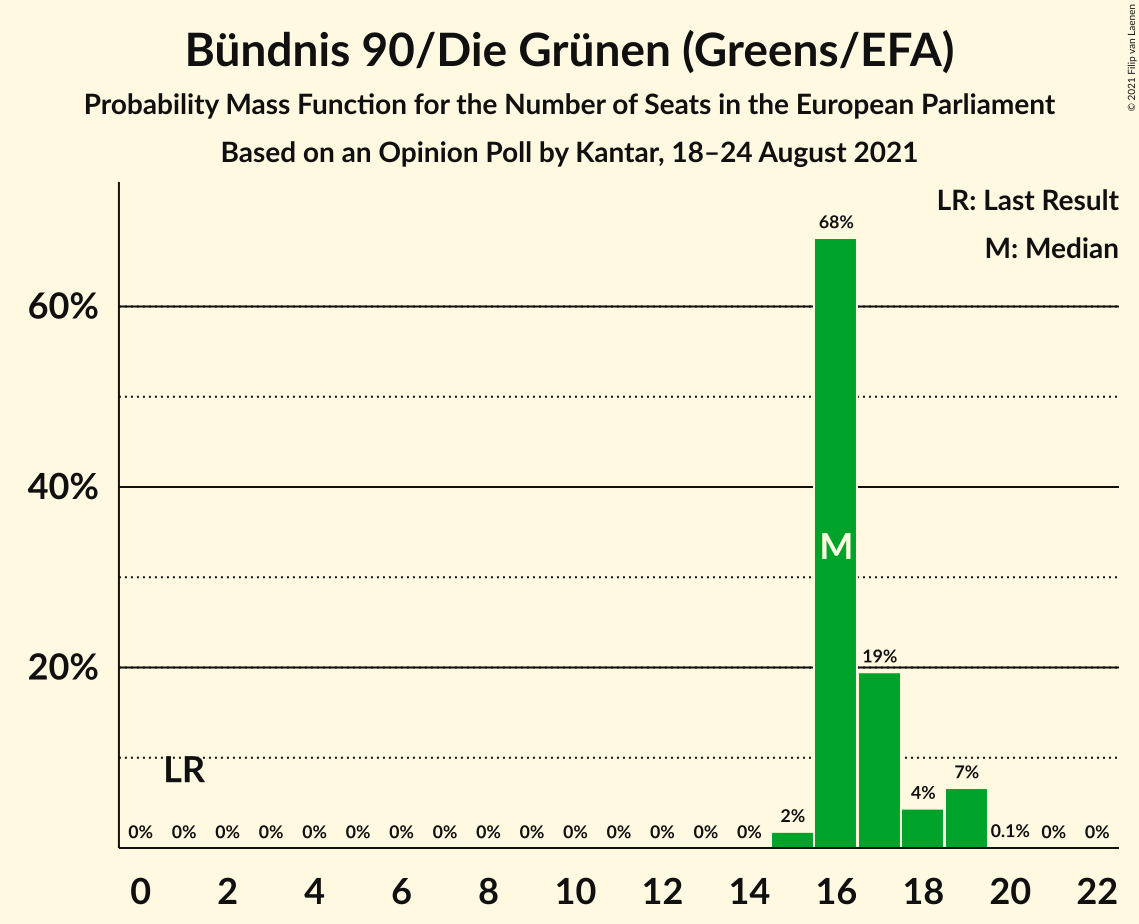 Bündnis 90/Die Grünen (Greens/EFA)
Probability Mass Function for the Number of Seats in the European Parliament
Based on an Opinion Poll by Kantar, 18–24 August 2021
© 2021 Filip van Laenen
LR: Last Result
M: Median
68%
60%
40%
M
20%
19%
LR
7%
4%
2%
0% 0% 0% 0% 0% 0% 0% 0% 0% 0% 0% 0% 0% 0% 0% 0.1% 0% 0%
0 2 4 6 8 10 12 14 16 18 20 22